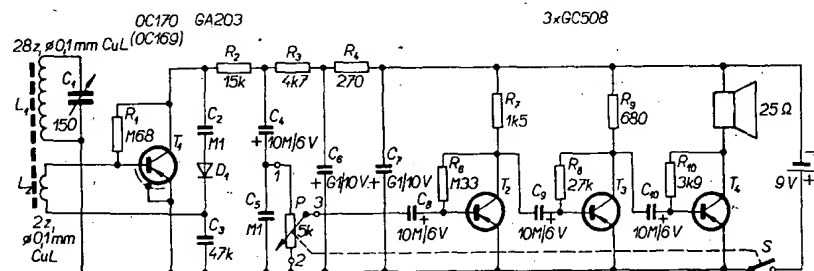 OC170 GA203
(OC169)
3xGC508
28z, ø0,1mm CuL
L1
C1
150
R1
M68
T1
R2
15k
R3
4k7
R4
270
C2
M1
D1
C3
47k
C4
+ 10M/6V
1
C5
M1
P
5k
2
3
C6
+ G1/10V
C7
+ G1/10V
C8
+
10M/6V
R6
M33
R7
1k5
T2
C9
+
10M/6V
R8
27k
R9
680
T3
C10
+
10M/6V
R10
3k9
T4
25 Ω
9V
+
S
L2
2z,
ø0,1mm
CuL